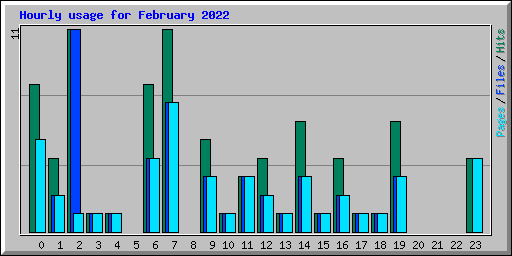 Hourly usage for February 2022
11
Pages/Files/Hits
0 1 2 3 4 5 6 7 8 9 10 11 12 13 14 15 16 17 18 19 20 21 22 23